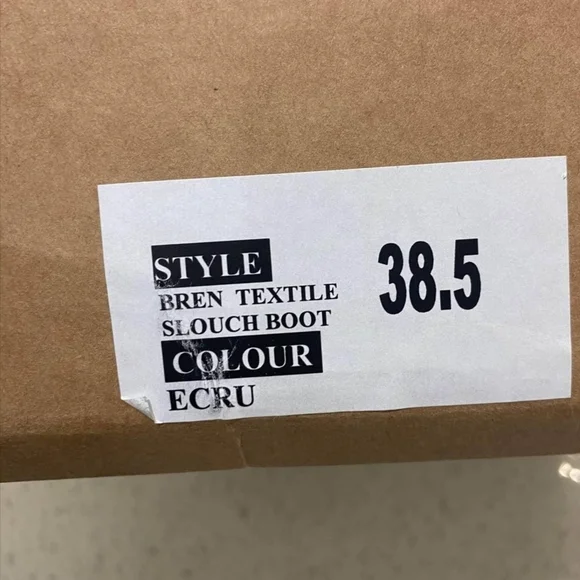 STYLE
38.5
BREN TEXTILE
SLOUCH BOOT
COLOUR
ECRU